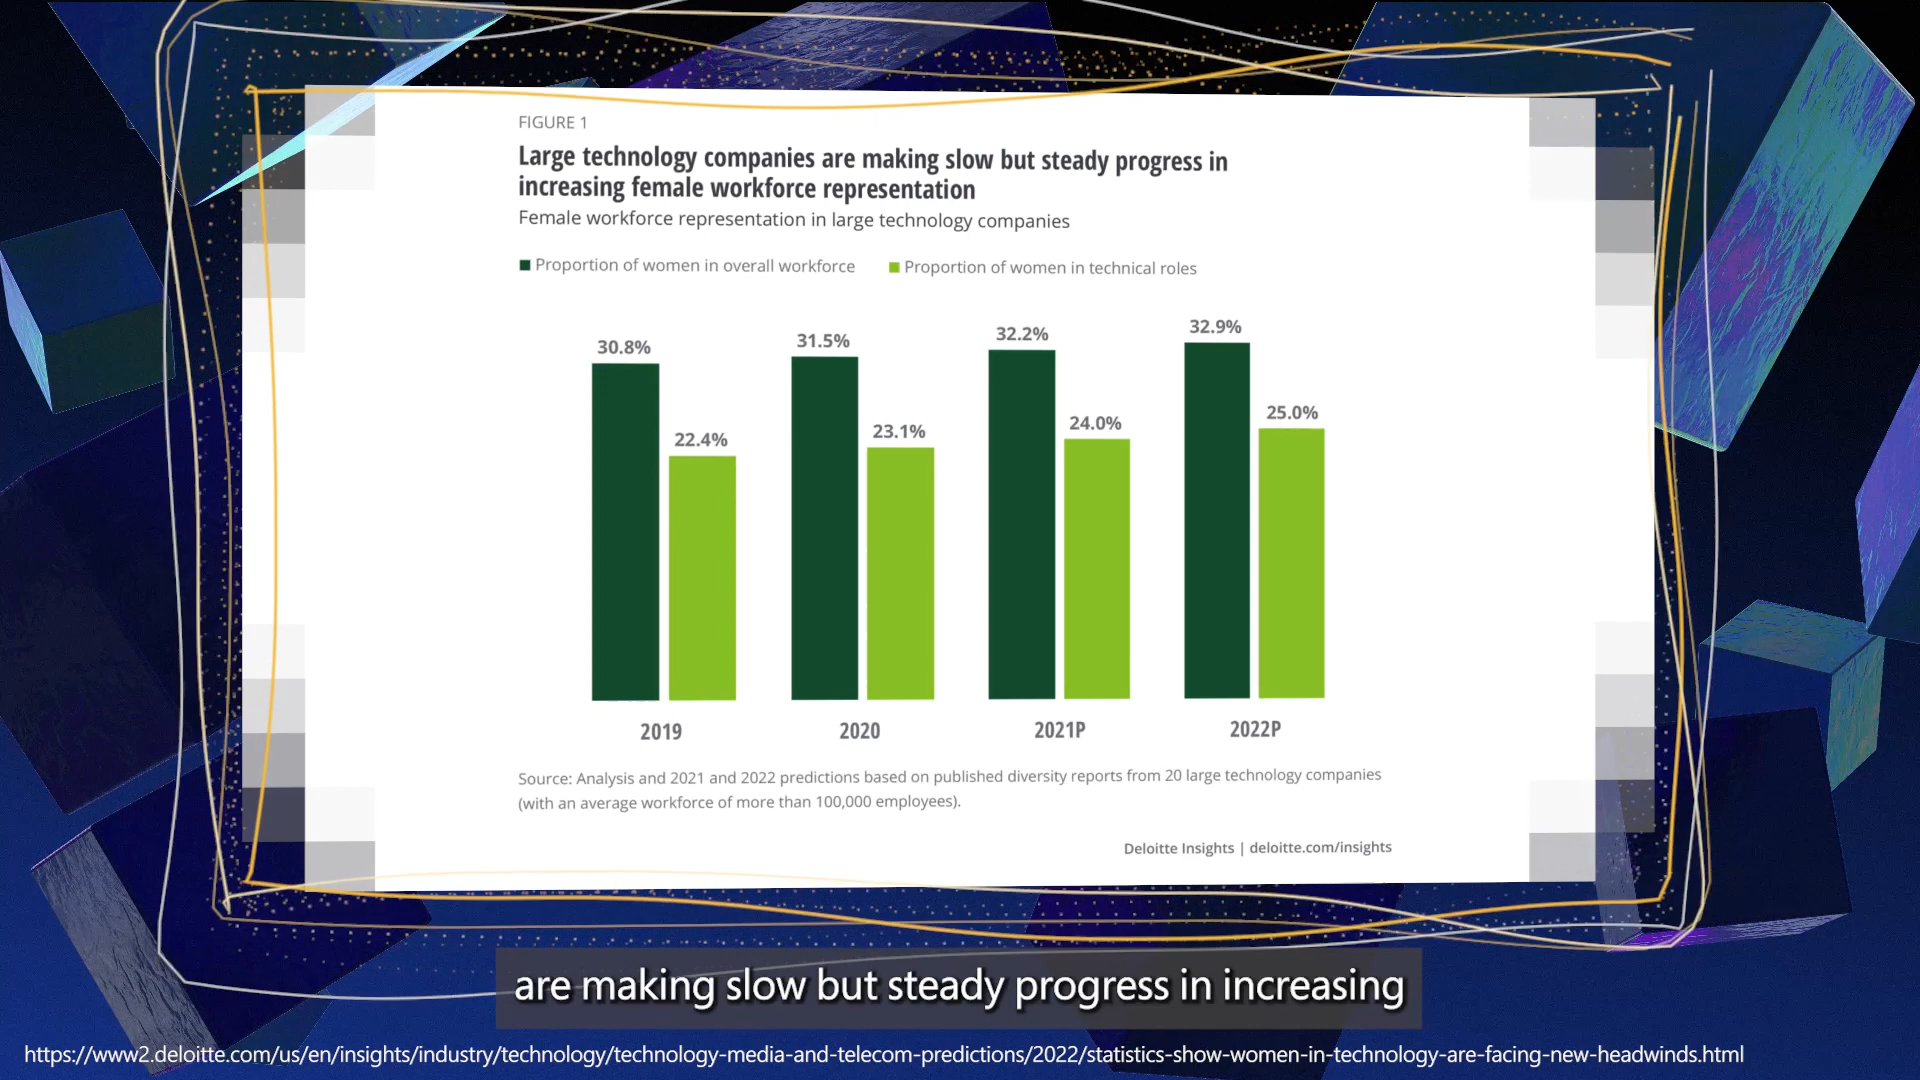 FIGURE 1
Large technology companies are making slow but steady progress in
increasing female workforce representation
Female workforce representation in large technology companies
Proportion of women in overall workforce Proportion of women in technical roles
30.8% 22.4% 31.5% 23.1% 32.2% 24.0% 32.9% 25.0%
2019 2020 2021P 2022P
Source: Analysis and 2021 and 2022 predictions based on published diversity reports from 20 large technology companies
(with an average workforce of more than 100,000 employees).
Deloitte Insights | deloitte.com/insights
are making slow but steady progress in increasing
https://www2.deloitte.com/us/en/insights/industry/technology/technology-media-and-telecom-predictions/2022/statistics-show-women-in-technology-are-facing-new-headwinds.html